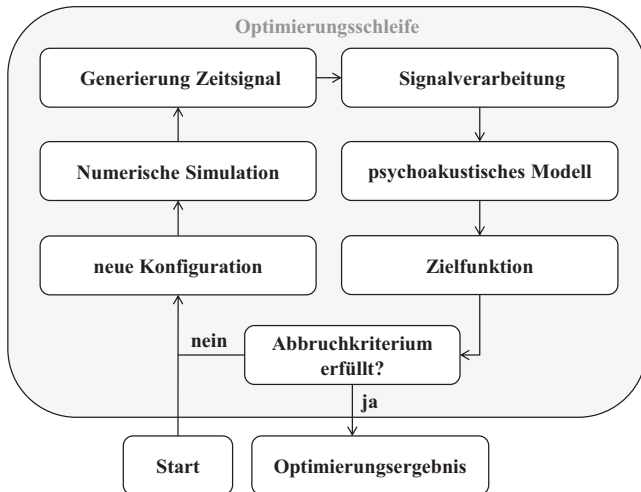 Optimierungsschleife
Generierung Zeitsignal
Signalverarbeitung
Numerische Simulation
psychoakustisches Modell
neue Konfiguration
Zielfunktion
nein
Abbruchkriterium
erfüllt?
ja
Start
Optimierungsergebnis